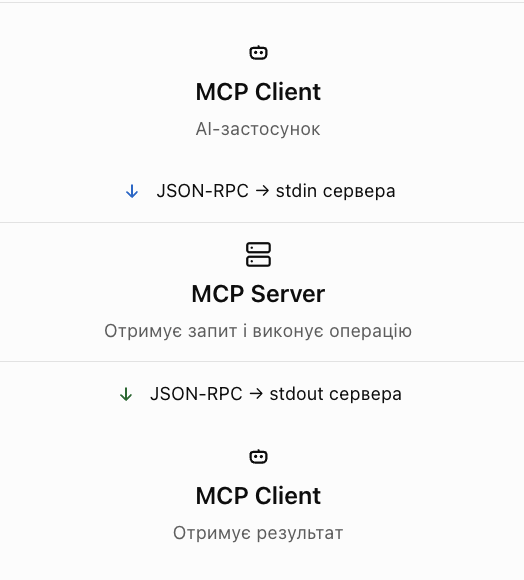 MCP Client
AI-застосунок
↓ JSON-RPC → stdin сервера
MCP Server
Отримує запит і виконує операцію
↓ JSON-RPC → stdout сервера
MCP Client
Отримує результат